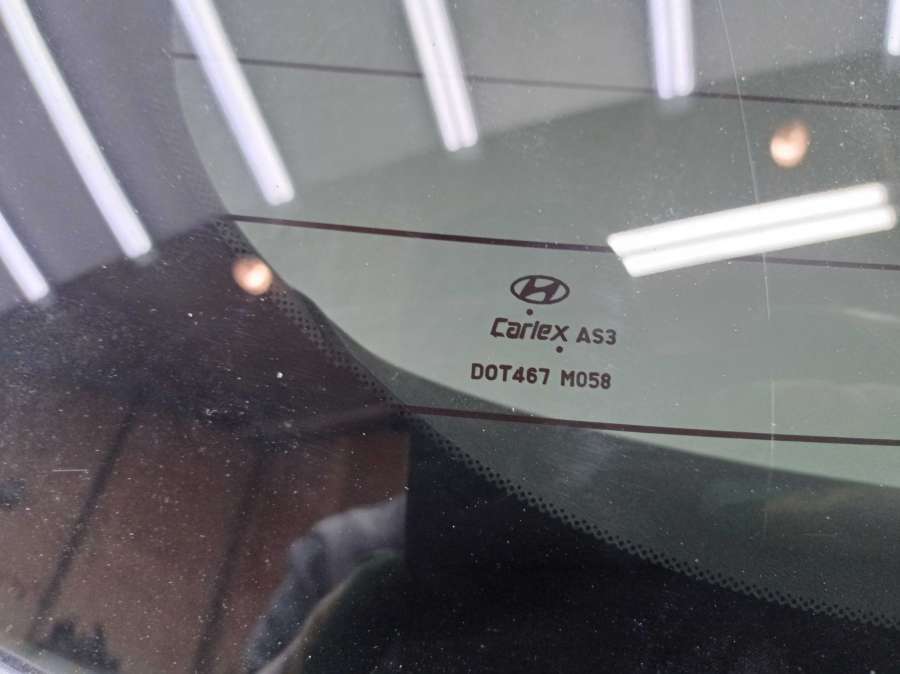 Carlex AS3
DOT467 M058